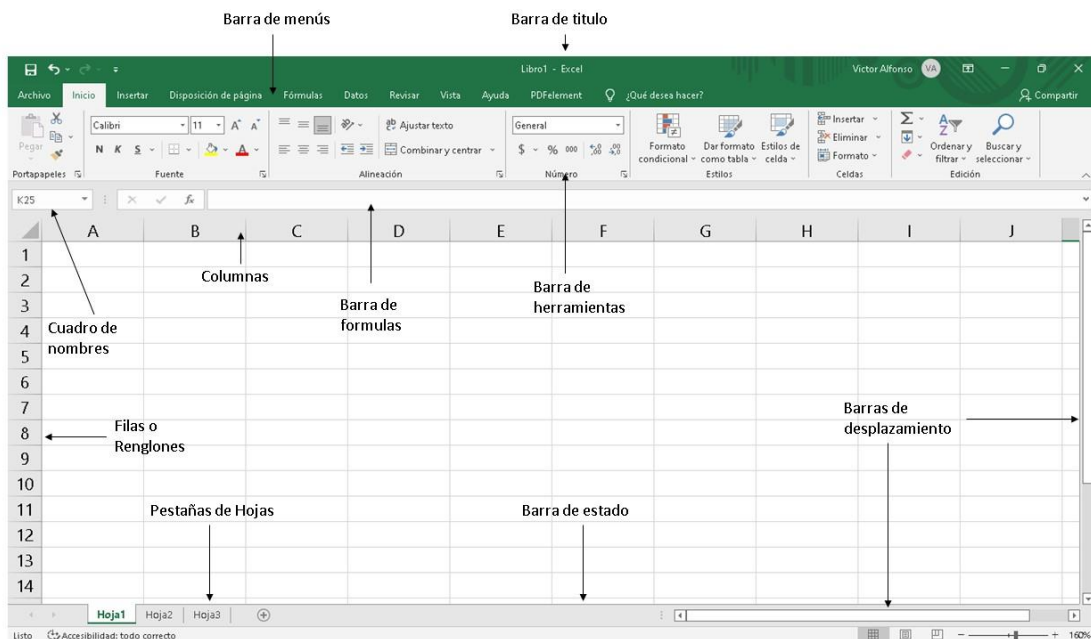 Barra de menús
Barra de titulo
Libro1 - Excel
Victor Alfonso VA
Archivo Inicio Insertar Disposición de página Fórmulas Datos Revisar Vista Ayuda PDFelement ¿Qué desea hacer? Compartir
Calibri 11 A A Ajustar texto General Insertar
Pegar N K S A Combinar y centrar $ % 000 Formato condicional Dar formato como tabla Estilos de celda Eliminar Formato Ordenar y filtrar Buscar y seleccionar
Portapapeles Fuente Alineación Número Estilos Celdas Edición
K25 fx
A B C D E F G H I J
1
2
3
4
5
6
7
8
9
10
11
12
13
14
Columnas
Barra de
formulas
Barra de
herramientas
Cuadro de
nombres
Filas o
Renglones
Barras de
desplazamiento
Pestañas de Hojas
Barra de estado
Hoja1 Hoja2 Hoja3
Listo Accesibilidad: todo correcto